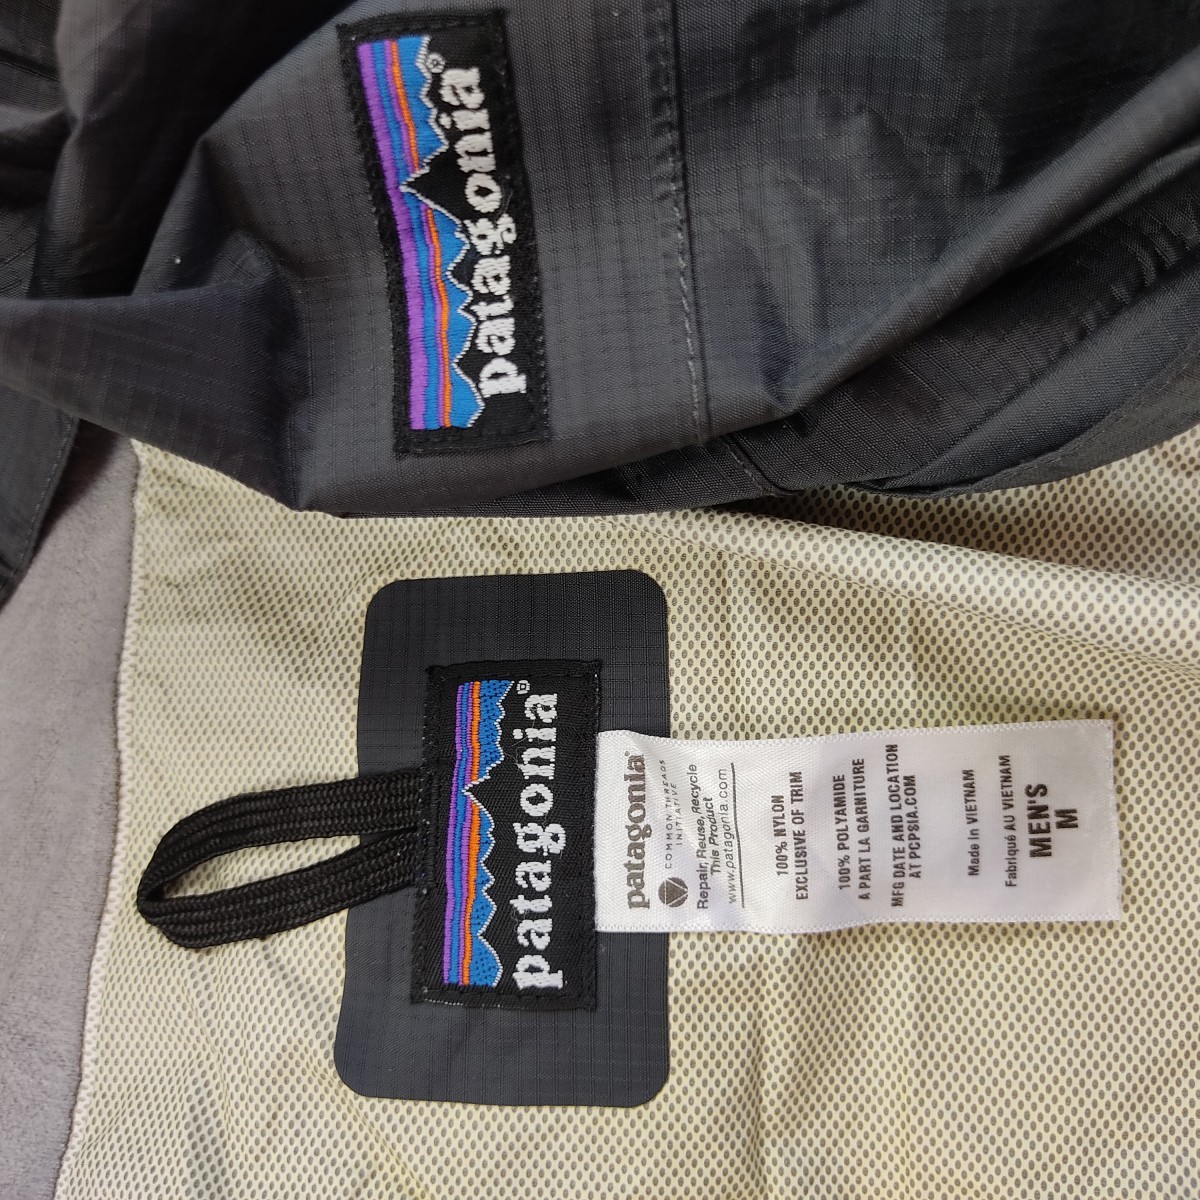 patagonia®
patagonia®
patagonia®
COMMON THREADS
INITIATIVE
Repair, Reuse, Recycle
This Product
www.patagonia.com
100% NYLON
EXCLUSIVE OF TRIM
100% POLYAMIDE
A PART LA GARNITURE
MFG DATE AND LOCATION
AT PCPSIA.COM
Made in VIETNAM
Fabriqué AU VIETNAM
MEN'S
M